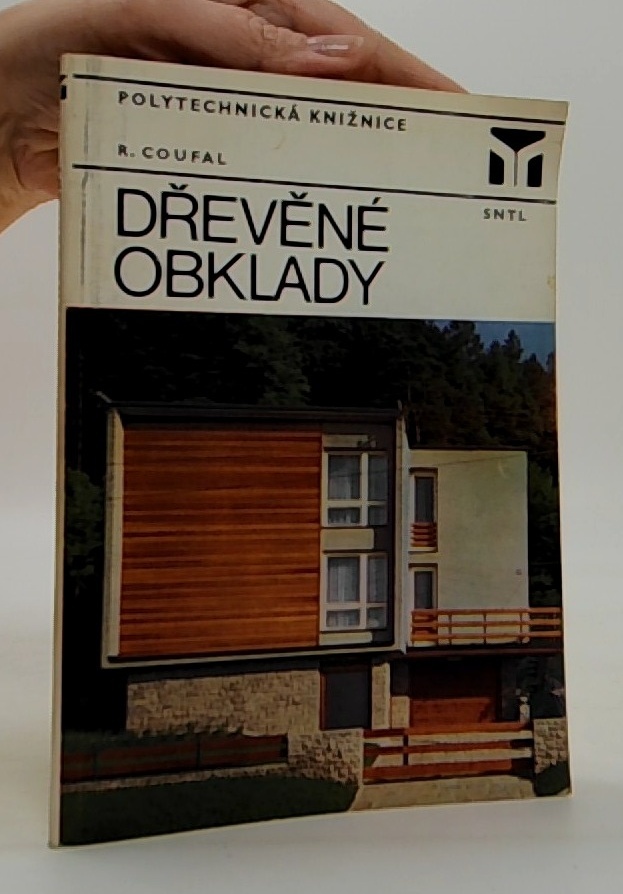 POLYTECHNICKÁ KNIŽNICE
R. COUFAL
SNTL
DŘEVĚNÉ
OBKLADY